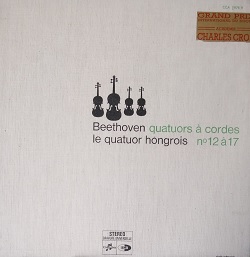 GRAND PRIX
CHARLES CROS
Beethoven quatuors á cordes
le quatuor hongrois nº12 à 17
STEREO